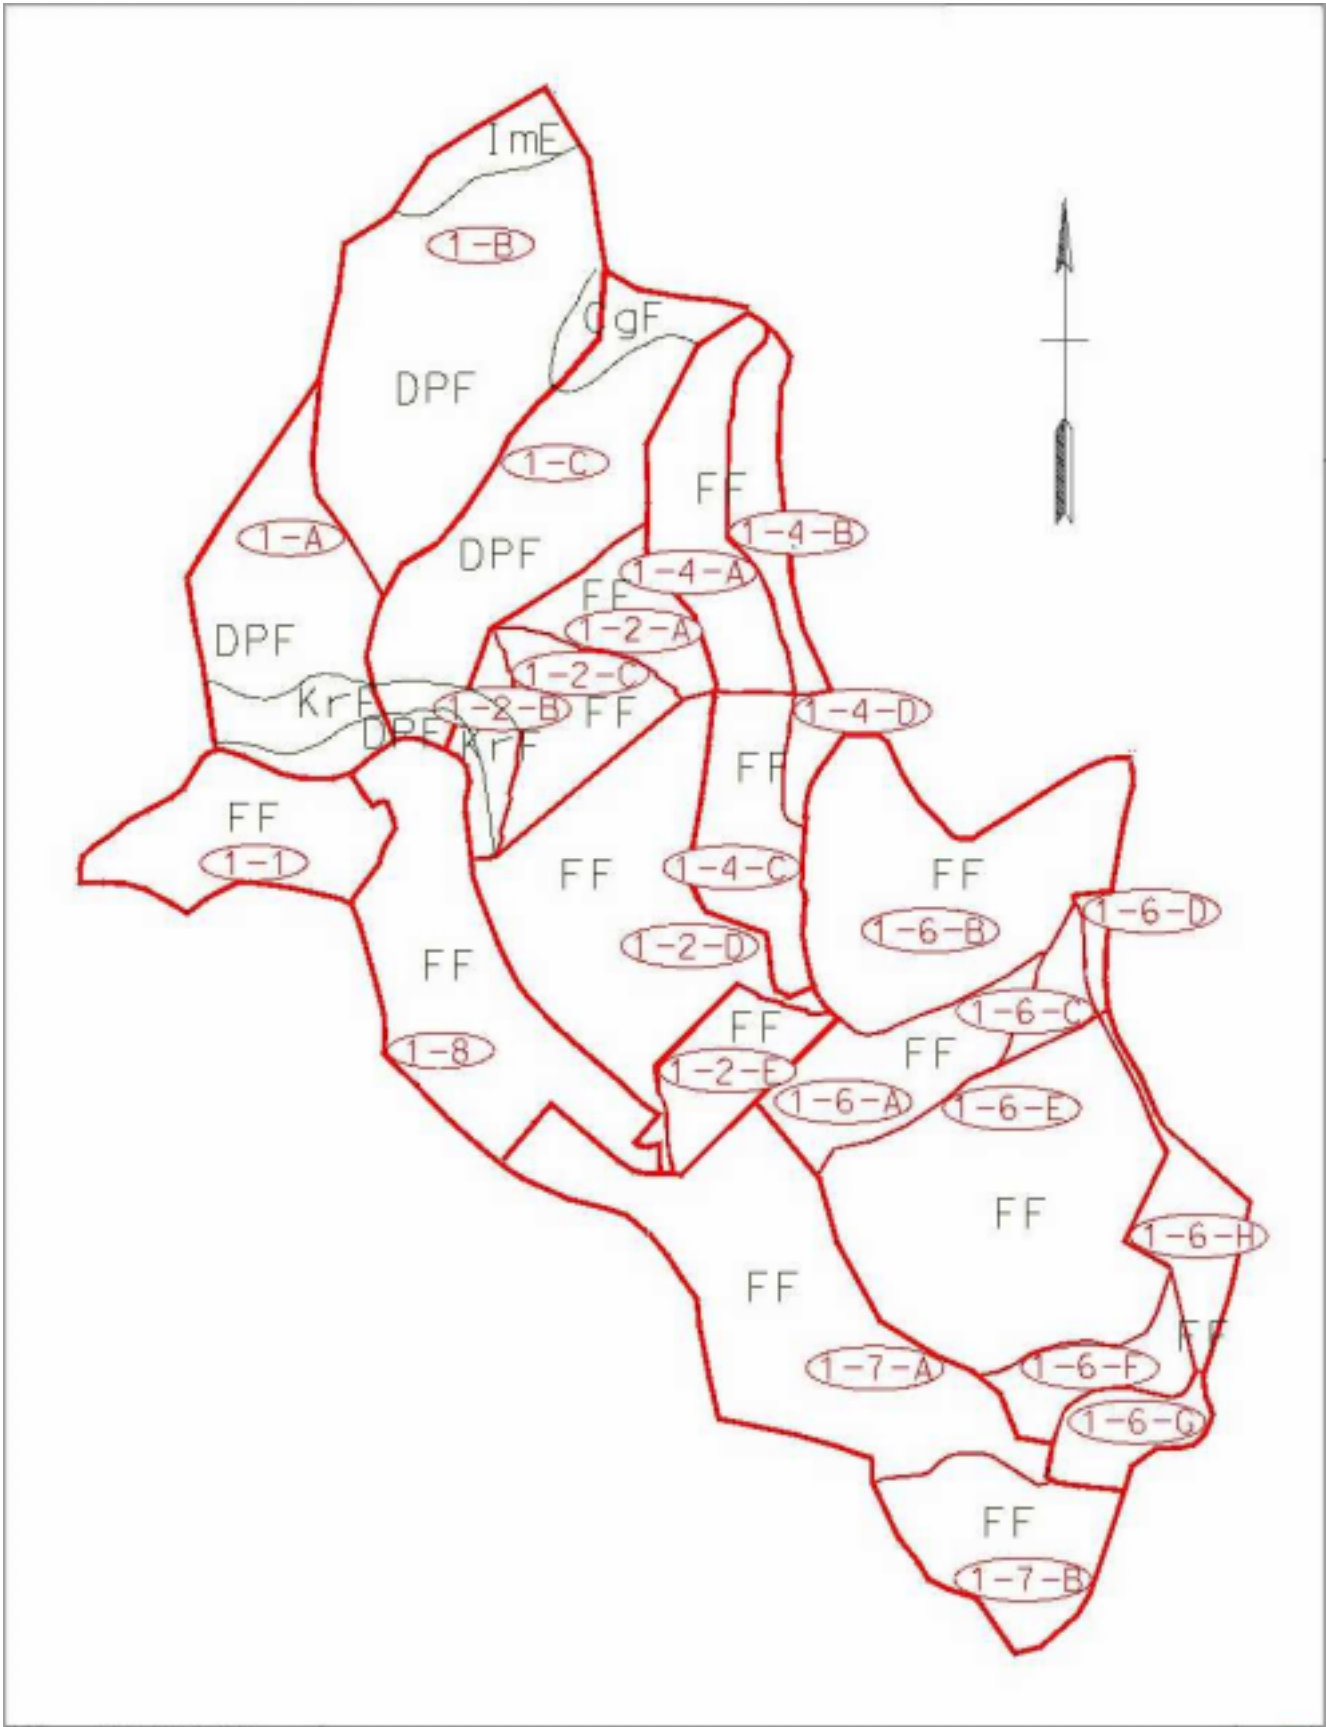 ImE
1-B
CgF
DPF
1-C
FF
1-A
1-4-B
DPF
1-4-A
FF
1-2-A
DPF
1-2-C
KrF
1-2-B
FF
1-4-D
DPF
KrF
FF
FF
1-1
FF
1-4-C
FF
1-6-D
1-6-B
1-2-D
FF
1-6-C
FF
FF
1-8
1-2-E
1-6-A
1-6-E
FF
1-6-H
FF
FF
1-7-A
1-6-F
1-6-G
FF
1-7-B